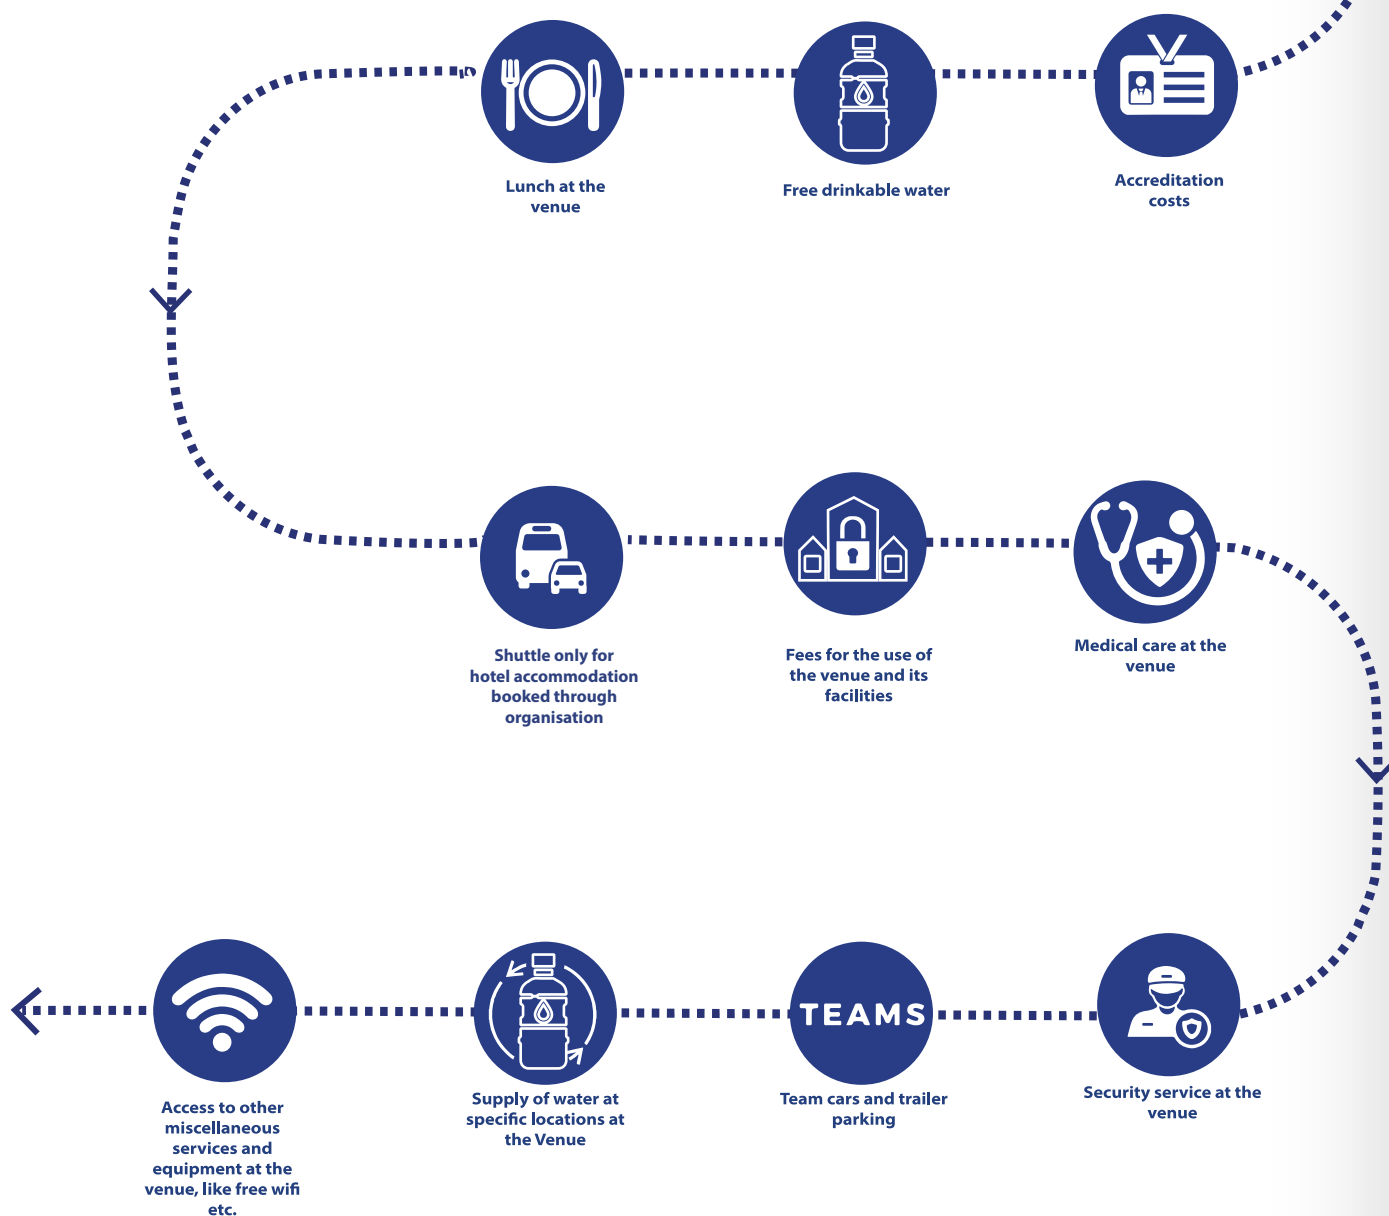 Lunch at the
venue
Free drinkable water
Accreditation
costs
Shuttle only for
hotel accommodation
booked through
organisation
Fees for the use of
the venue and its
facilities
Medical care at the
venue
TEAMS
Access to other
miscellaneous
services and
equipment at the
venue, like free wifi
etc.
Supply of water at
specific locations at
the Venue
Team cars and trailer
parking
Security service at the
venue